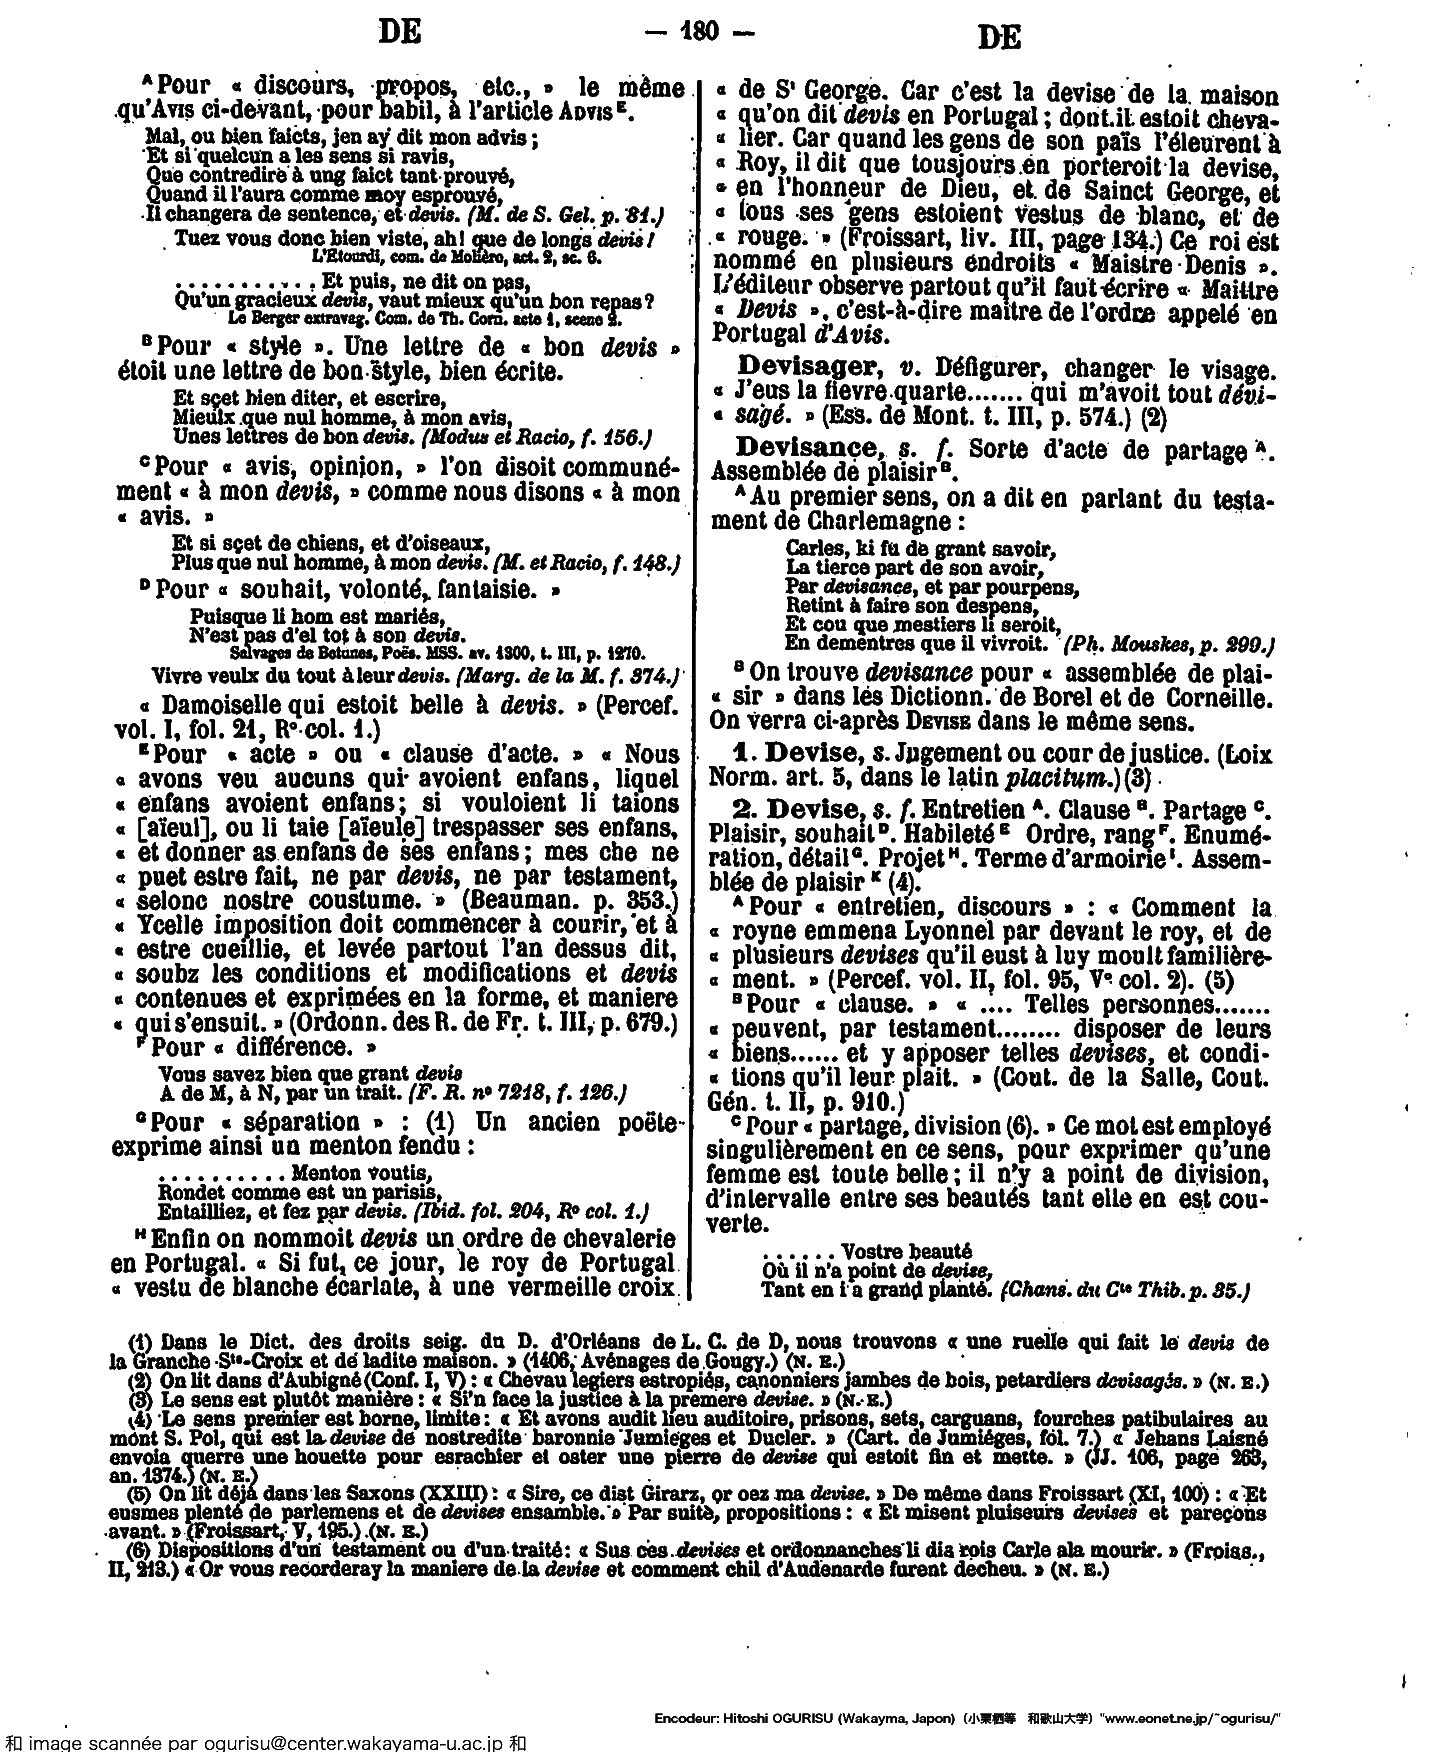 DE — 180 — DE
ᴬ Pour « discours, propos, etc., » le même
qu'Avis ci-devant, pour babil, à l'article Advisᴱ.
Mal, ou bien faicts, jen ay dit mon advis ;
Et si quelcun a les sens si ravis,
Que contredire à ung faict tant prouvé,
Quand il l'aura comme moy esprouvé,
Il changera de sentence, et devis. (M. de S. Gel. p. 81.)
Tuez vous donc bien viste, ah! que de longs devis !
L'Etourdi, com. de Molière, act. 2, sc. 6.
. . . . . . . . . . . Et puis, ne dit on pas,
Qu'un gracieux devis, vaut mieux qu'un bon repas ?
Le Berger extravag. Com. de Th. Corn. acte 1, scene 2.
ᴮ Pour « style ». Une lettre de « bon devis »
étoit une lettre de bon style, bien écrite.
Et sçet bien diter, et escrire,
Mieulx que nul homme, à mon avis,
Unes lettres de bon devis. (Modus et Racio, f. 156.)
ᶜ Pour « avis, opinion, » l'on disoit communé-
ment « à mon devis, » comme nous disons « à mon
« avis. »
Et si sçet de chiens, et d'oiseaux,
Plus que nul homme, à mon devis. (M. et Racio, f. 148.)
ᴰ Pour « souhait, volonté, fantaisie. »
Puisque li hom est mariés,
N'est pas d'el tot à son devis.
Salvages de Betunes, Poës. MSS. av. 1300, t. III, p. 1270.
Vivre veulx du tout à leur devis. (Marg. de la M. f. 374.)
« Damoiselle qui estoit belle à devis. » (Percef.
vol. I, fol. 21, Rº col. 1.)
ᴱ Pour « acte » ou « clause d'acte. » « Nous
« avons veu aucuns qui avoient enfans, liquel
« enfans avoient enfans ; si vouloient li taions
« [aïeul], ou li taie [aïeule] trespasser ses enfans,
« et donner as enfans de ses enfans ; mes che ne
« puet estre fait, ne par devis, ne par testament,
« selonc nostre coustume. » (Beauman. p. 353.)
« Ycelle imposition doit commencer à courir, et à
« estre cueillie, et levée partout l'an dessus dit,
« soubz les conditions et modifications et devis
« contenues et exprimées en la forme, et maniere
« qui s'ensuit. » (Ordonn. des R. de Fr. t. III, p. 679.)
ꟳ Pour « différence. »
Vous savez bien que grant devis
A de M, à N, par un trait. (F. R. nº 7218, f. 126.)
ᴳ Pour « séparation » : (1) Un ancien poëte
exprime ainsi un menton fendu :
. . . . . . . . . . Menton voutis,
Rondet comme est un parisis,
Entailliez, et fez par devis. (Ibid. fol. 204, Rº col. 1.)
ᴴ Enfin on nommoit devis un ordre de chevalerie
en Portugal. « Si fut, ce jour, le roy de Portugal
« vestu de blanche écarlate, à une vermeille croix
« de Sᵗ George. Car c'est la devise de la maison
« qu'on dit devis en Portugal ; dont il estoit cheva-
« lier. Car quand les gens de son païs l'éleurent à
« Roy, il dit que tousjours en porteroit la devise,
« en l'honneur de Dieu, et de Sainct George, et
« tous ses gens estoient vestus de blanc, et de
« rouge. » (Froissart, liv. III, page 134.) Ce roi est
nommé en plusieurs endroits « Maistre Denis ».
L'éditeur observe partout qu'il faut écrire « Maittre
« Devis », c'est-à-dire maitre de l'ordre appelé en
Portugal d'Avis.
Devisager, v. Défigurer, changer le visage.
« J'eus la fievre quarte....... qui m'avoit tout dévi-
« sagé. » (Ess. de Mont. t. III, p. 574.) (2)
Devisance, s. f. Sorte d'acte de partage ᴬ.
Assemblée de plaisir ᴮ.
ᴬ Au premier sens, on a dit en parlant du testa-
ment de Charlemagne :
Carles, ki fu de grant savoir,
La tierce part de son avoir,
Par devisance, et par pourpens,
Retint à faire son despens,
Et cou que mestiers li seroit,
En dementres que il vivroit. (Ph. Mouskes, p. 299.)
ᴮ On trouve devisance pour « assemblée de plai-
« sir » dans les Dictionn. de Borel et de Corneille.
On verra ci-après Devise dans le même sens.
1. Devise, s. Jugement ou cour de justice. (Loix
Norm. art. 5, dans le latin placitum.) (3)
2. Devise, s. f. Entretien ᴬ. Clause ᴮ. Partage ᶜ.
Plaisir, souhait ᴰ. Habileté ᴱ Ordre, rang ꟳ. Enumé-
ration, détail ᴳ. Projet ᴴ. Terme d'armoirie ᴵ. Assem-
blée de plaisir ᴷ (4).
ᴬ Pour « entretien, discours » : « Comment la
« royne emmena Lyonnel par devant le roy, et de
« plusieurs devises qu'il eust à luy moult familière-
« ment. » (Percef. vol. II, fol. 95, Vº col. 2). (5)
ᴮ Pour « clause. » « .... Telles personnes.......
« peuvent, par testament........ disposer de leurs
« biens...... et y apposer telles devises, et condi-
« tions qu'il leur plait. » (Cout. de la Salle, Cout.
Gén. t. II, p. 910.)
ᶜ Pour « partage, division (6). » Ce mot est employé
singulièrement en ce sens, pour exprimer qu'une
femme est toute belle ; il n'y a point de division,
d'intervalle entre ses beautés tant elle en est cou-
verte.
. . . . . . Vostre beauté
Où il n'a point de devise,
Tant en i'a grand planté. (Chans. du Cᵗᵉ Thib. p. 35.)
(1) Dans le Dict. des droits seig. du D. d'Orléans de L. C. de D, nous trouvons « une ruelle qui fait le devis de
la Granche Sᵗᵉ-Croix et de ladite maison. » (1406, Avénages de Gougy.) (N. E.)
(2) On lit dans d'Aubigné (Conf. I, V) : « Chevau legiers estropiés, canonniers jambes de bois, petardiers devisagés. » (N. E.)
(3) Le sens est plutôt manière : « Si'n face la justice à la premere devise. » (N. E.)
(4) Le sens premier est borne, limite : « Et avons audit lieu auditoire, prisons, sets, carguans, fourches patibulaires au
mont S. Pol, qui est la devise de nostredite baronnie Jumieges et Ducler. » (Cart. de Jumiéges, fol. 7.) « Jehans Laisné
envoia querre une houette pour esrachier et oster une pierre de devise qui estoit fin et mette. » (JJ. 106, page 263,
an. 1374.) (N. E.)
(5) On lit déjà dans les Saxons (XXIII) : « Sire, ce dist Girarz, or oez ma devise. » De même dans Froissart (XI, 100) : « Et
eusmes plenté de parlemens et de devises ensamble. » Par suite, propositions : « Et misent pluiseurs devises et pareçons
avant. » (Froissart, V, 195.) (N. E.)
(6) Dispositions d'un testament ou d'un traité : « Sus ces devises et ordonnanches li dis rois Carle ala mourir. » (Froiss.,
II, 213.) « Or vous recorderay la maniere de la devise et comment chil d'Audenarde furent decheu. » (N. E.)
Encodeur: Hitoshi OGURISU (Wakayma, Japon)（小栗栖等　和歌山大学）"www.eonet.ne.jp/~ogurisu/"
和 image scannée par ogurisu@center.wakayama-u.ac.jp 和